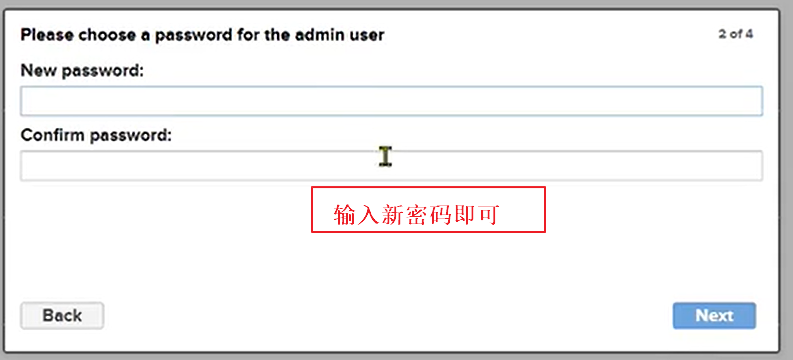 Please choose a password for the admin user
2 of 4
New password:
Confirm password:
输入新密码即可
Back
Next